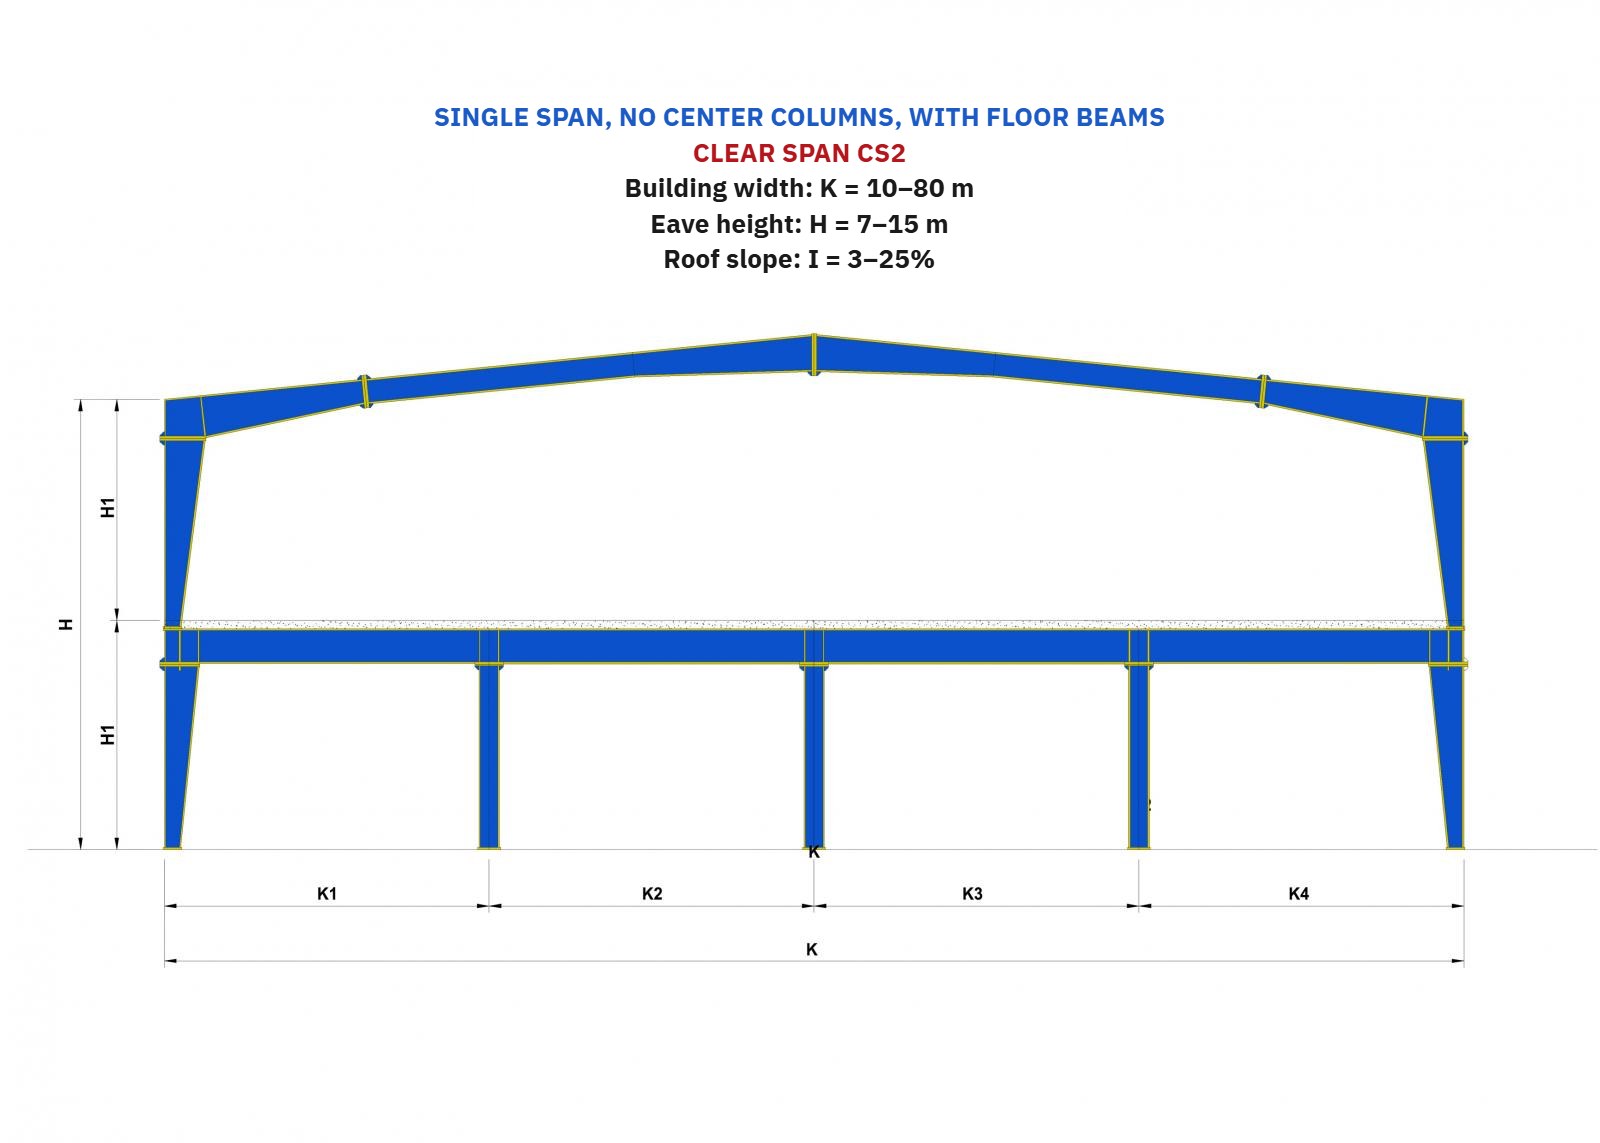 SINGLE SPAN, NO CENTER COLUMNS, WITH FLOOR BEAMS
CLEAR SPAN CS2
Building width: K = 10–80 m
Eave height: H = 7–15 m
Roof slope: I = 3–25%
H1
H
H1
K
K1 K2 K3 K4
K